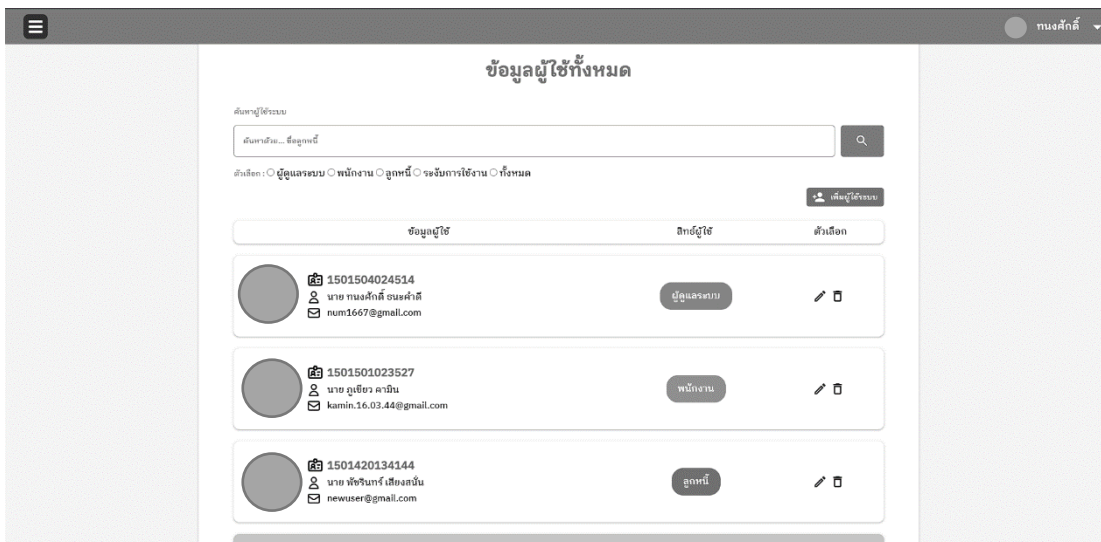 ทนงศักดิ์
ข้อมูลผู้ใช้ทั้งหมด
ค้นหาผู้ใช้ระบบ
ค้นหาด้วย... ชื่อลูกหนี้
ตัวเลือก : ผู้ดูแลระบบ พนักงาน ลูกหนี้ ระงับการใช้งาน ทั้งหมด
เพิ่มผู้ใช้ระบบ
ข้อมูลผู้ใช้ สิทธ์ผู้ใช้ ตัวเลือก
1501504024514
นาย ทนงศักดิ์ ธนะคำดี
num1667@gmail.com
ผู้ดูแลระบบ
1501501023527
นาย ภูเขียว คามิน
kamin.16.03.44@gmail.com
พนักงาน
1501420134144
นาย พัชรินทร์ เสียงสนั่น
newuser@gmail.com
ลูกหนี้